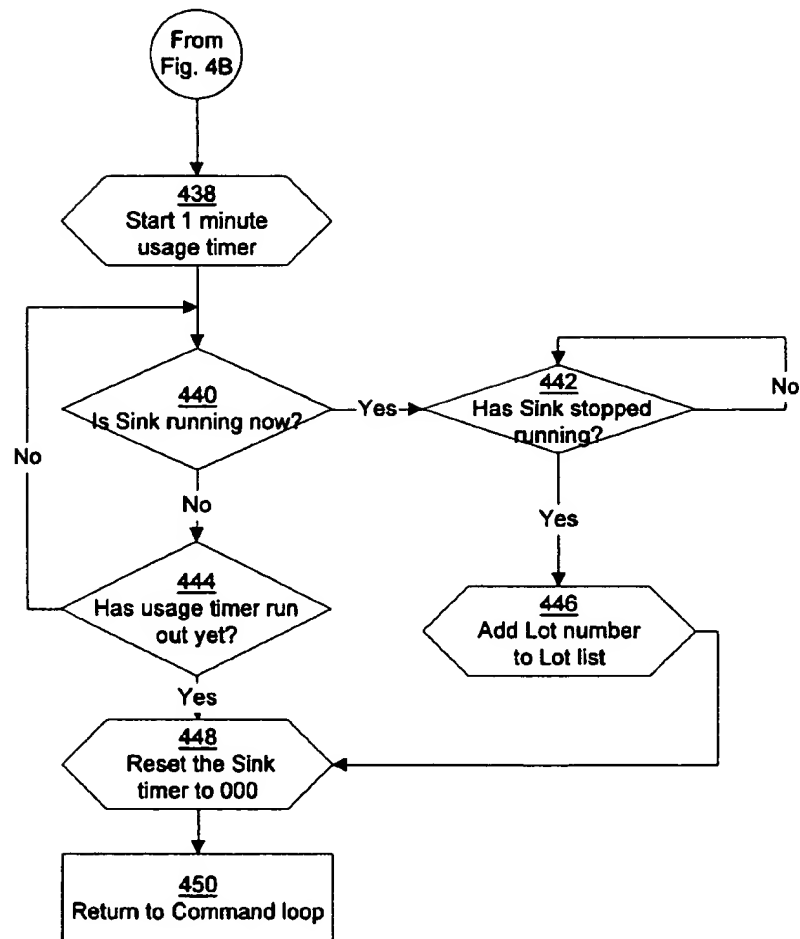 From
Fig. 4B
438
Start 1 minute
usage timer
440
Is Sink running now?
Yes
442
Has Sink stopped
running?
No
No
No
Yes
444
Has usage timer run
out yet?
446
Add Lot number
to Lot list
Yes
448
Reset the Sink
timer to 000
450
Return to Command loop